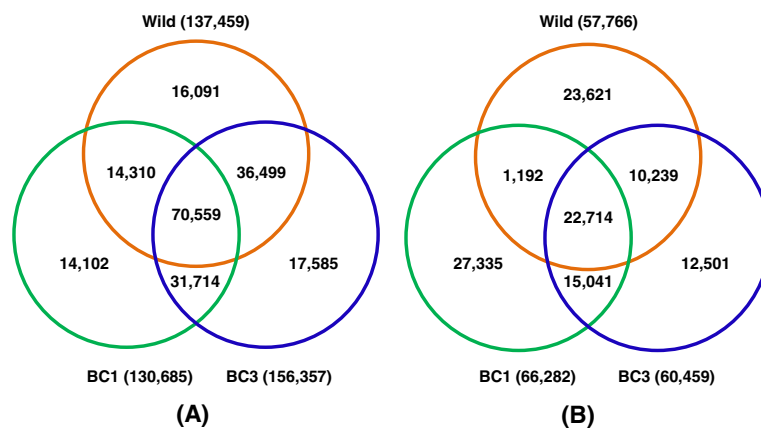 Wild (137,459)
16,091
14,310
36,499
70,559
14,102
31,714
17,585
BC1 (130,685)
BC3 (156,357)
(A)
Wild (57,766)
23,621
1,192
10,239
22,714
27,335
15,041
12,501
BC1 (66,282)
BC3 (60,459)
(B)